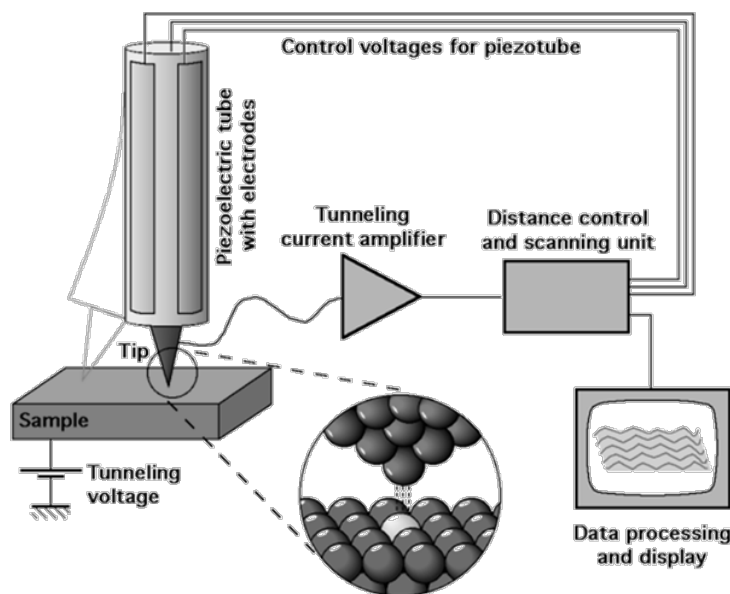 Control voltages for piezotube
Piezoelectric tube
with electrodes
Tunneling
current amplifier
Distance control
and scanning unit
Tip
Sample
Tunneling
voltage
Data processing
and display